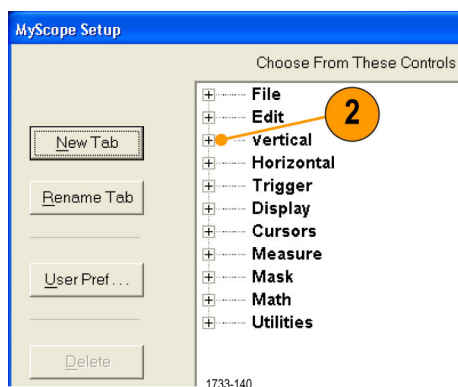 MyScope Setup
Choose From These Controls
File
Edit
2
Vertical
Horizontal
Trigger
Display
Cursors
Measure
Mask
Math
Utilities
New Tab
Rename Tab
User Pref . . .
Delete
1733-140